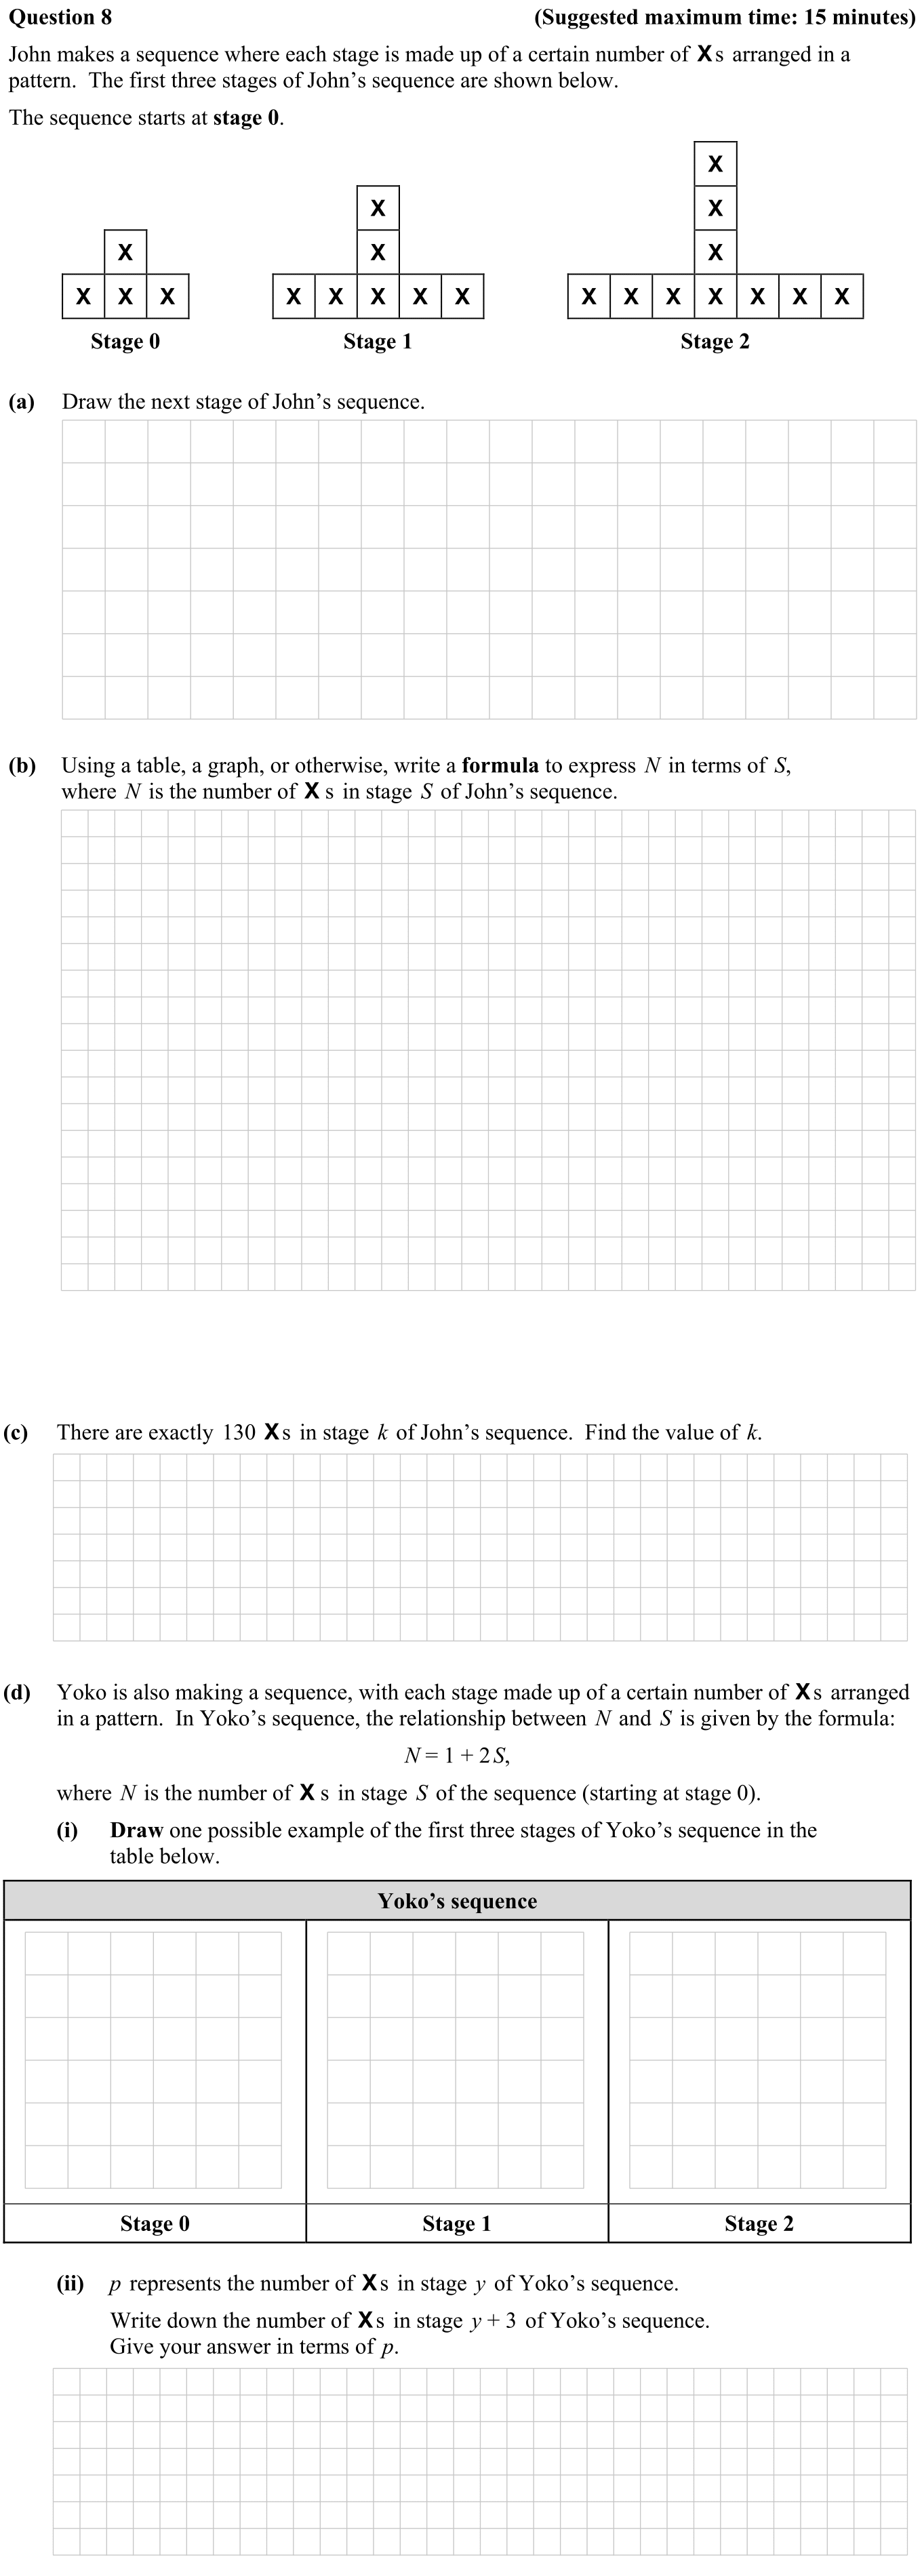 Question 8 (Suggested maximum time: 15 minutes)
John makes a sequence where each stage is made up of a certain number of X s arranged in a
pattern. The first three stages of John’s sequence are shown below.
The sequence starts at stage 0.
X
X
X
X
X X X
X X X
X X X X X X X X X X X X X X X
Stage 0 Stage 1 Stage 2
(a) Draw the next stage of John’s sequence.
(b) Using a table, a graph, or otherwise, write a formula to express N in terms of S,
where N is the number of X s in stage S of John’s sequence.
(c) There are exactly 130 X s in stage k of John’s sequence. Find the value of k.
(d) Yoko is also making a sequence, with each stage made up of a certain number of X s arranged
in a pattern. In Yoko’s sequence, the relationship between N and S is given by the formula:
N = 1 + 2 S,
where N is the number of X s in stage S of the sequence (starting at stage 0).
(i) Draw one possible example of the first three stages of Yoko’s sequence in the
table below.
Yoko’s sequence
Stage 0 Stage 1 Stage 2
(ii) p represents the number of X s in stage y of Yoko’s sequence.
Write down the number of X s in stage y + 3 of Yoko’s sequence.
Give your answer in terms of p.